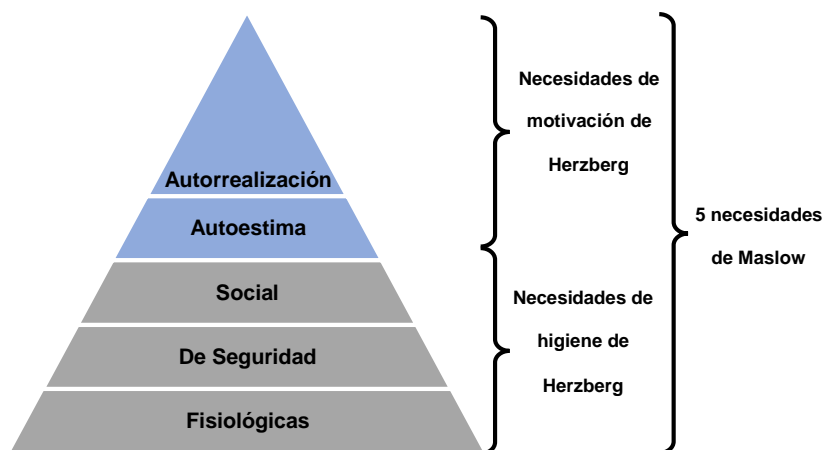 Autorrealización
Autoestima
Social
De Seguridad
Fisiológicas
Necesidades de
motivación de
Herzberg
Necesidades de
higiene de
Herzberg
5 necesidades
de Maslow